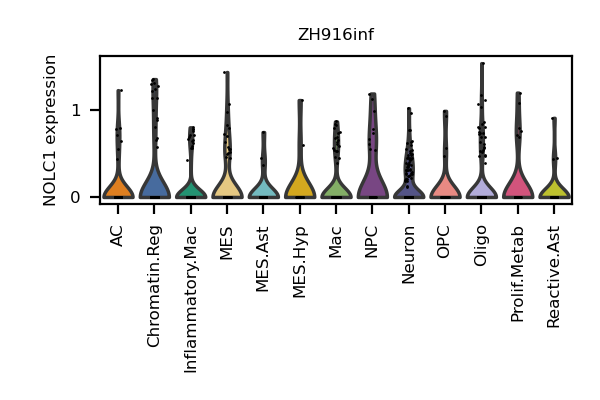 ZH916inf
NOLC1 expression
1
0
AC
Chromatin.Reg
Inflammatory.Mac
MES
MES.Ast
MES.Hyp
Mac
NPC
Neuron
OPC
Oligo
Prolif.Metab
Reactive.Ast